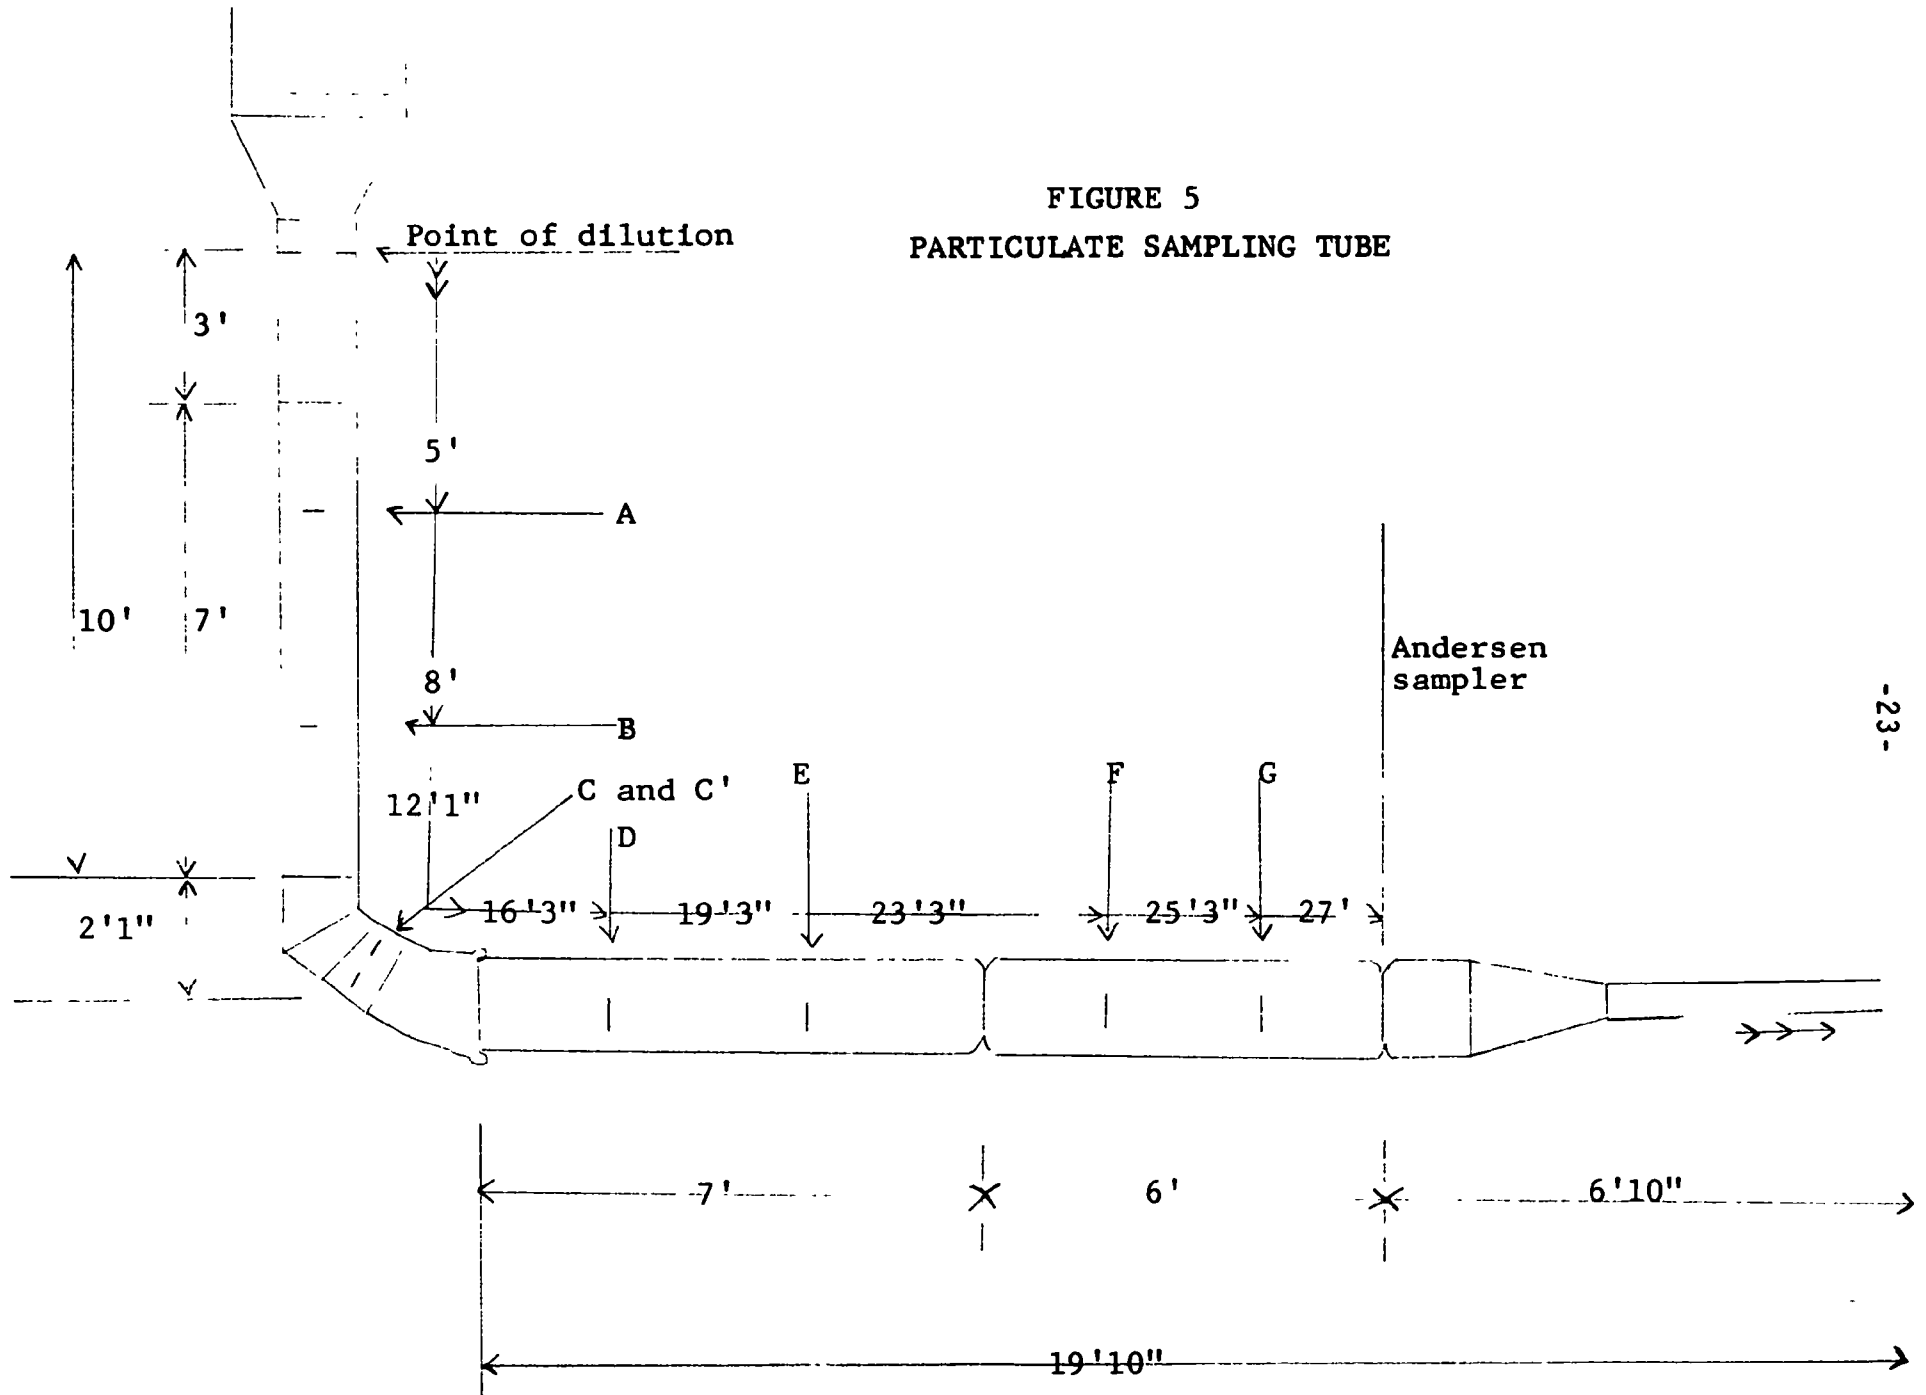 FIGURE 5
PARTICULATE SAMPLING TUBE
Point of dilution
3'
5'
A
10'
7'
8'
B
Andersen
sampler
-23-
12'1"
C and C'
D
E
F
G
2'1"
16'3"
19'3"
23'3"
25'3"
27'
7'
6'
6'10"
19'10"